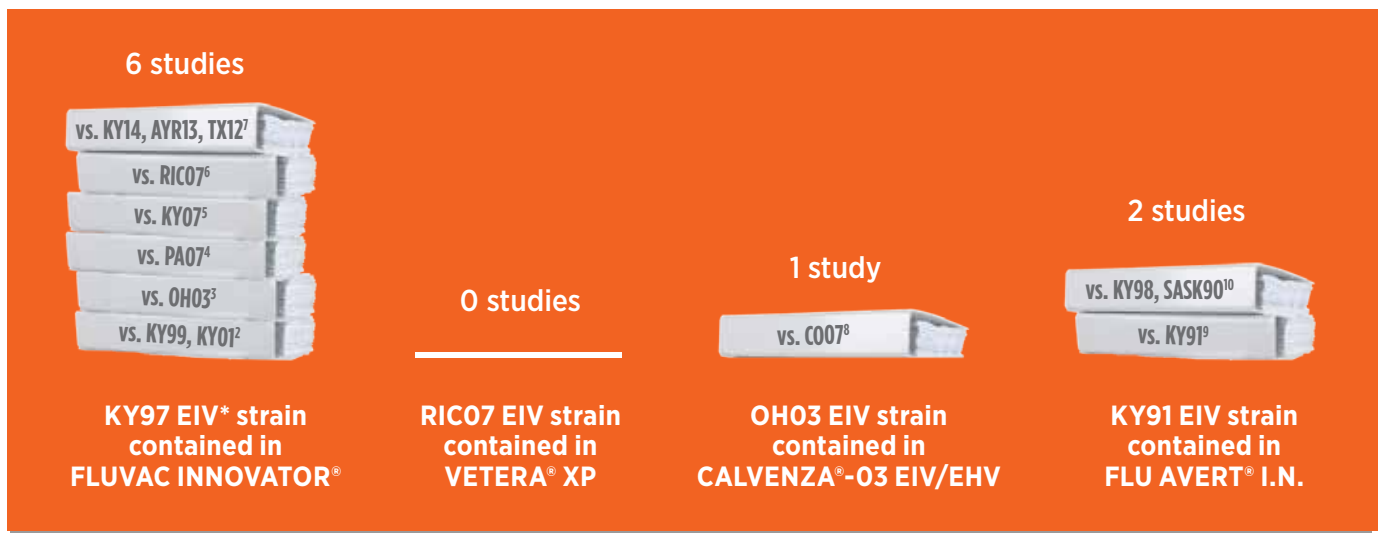 6 studies
vs. KY14, AYR13, TX12⁷
vs. RIC07⁶
vs. KY07⁵
vs. PA07⁴
vs. OH03³
vs. KY99, KY01²
KY97 EIV* strain
contained in
FLUVAC INNOVATOR®
0 studies
RIC07 EIV strain
contained in
VETERA® XP
1 study
vs. CO07⁸
OH03 EIV strain
contained in
CALVENZA®-03 EIV/EHV
2 studies
vs. KY98, SASK90¹⁰
vs. KY91⁹
KY91 EIV strain
contained in
FLU AVERT® I.N.